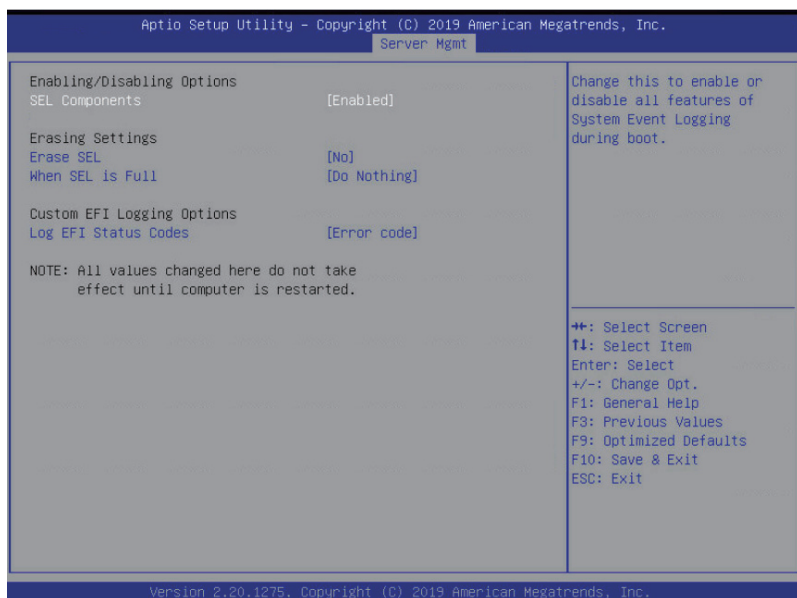 Aptio Setup Utility – Copyright (C) 2019 American Megatrends, Inc.
Server Mgmt
Enabling/Disabling Options
SEL Components [Enabled]
Erasing Settings
Erase SEL [No]
When SEL is Full [Do Nothing]
Custom EFI Logging Options
Log EFI Status Codes [Error code]
NOTE: All values changed here do not take
effect until computer is restarted.
Change this to enable or
disable all features of
System Event Logging
during boot.
→←: Select Screen
↑↓: Select Item
Enter: Select
+/-: Change Opt.
F1: General Help
F3: Previous Values
F9: Optimized Defaults
F10: Save & Exit
ESC: Exit
Version 2.20.1275. Copyright (C) 2019 American Megatrends, Inc.